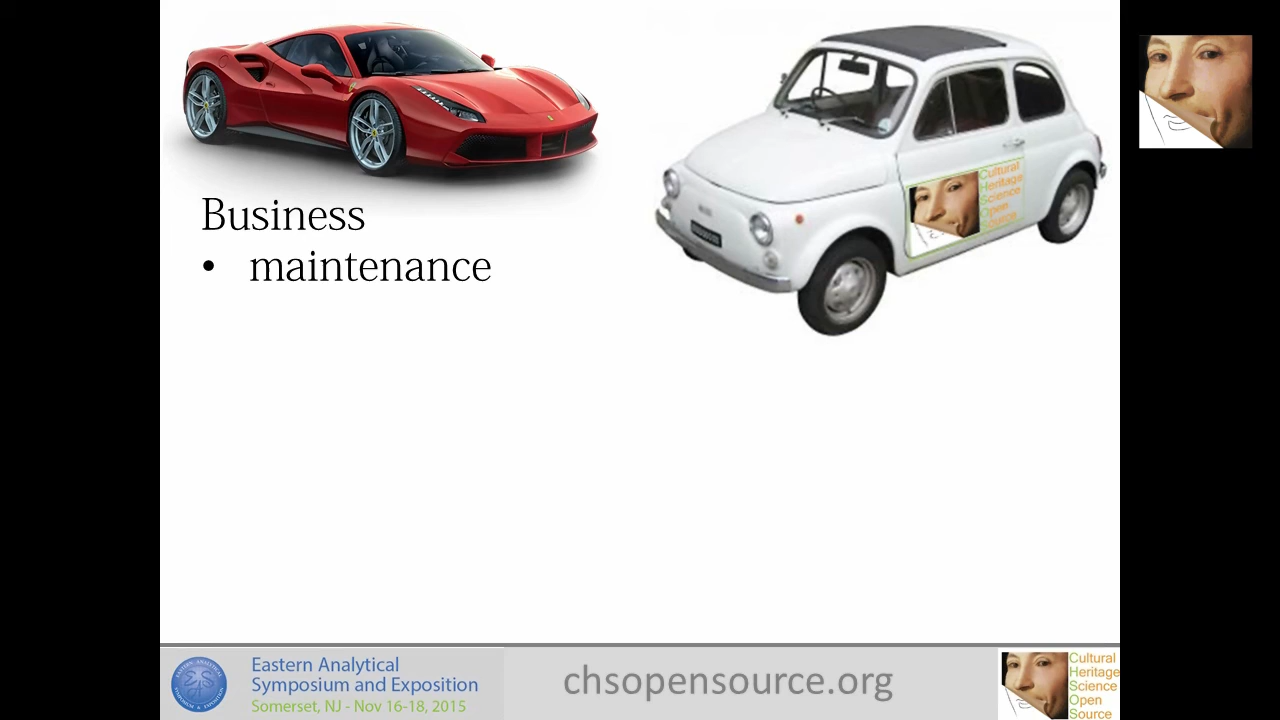 Business
• maintenance
Cultural
Heritage
Science
Open
Source
Eastern Analytical
Symposium and Exposition
Somerset, NJ - Nov 16-18, 2015
chsopensource.org
Cultural
Heritage
Science
Open
Source